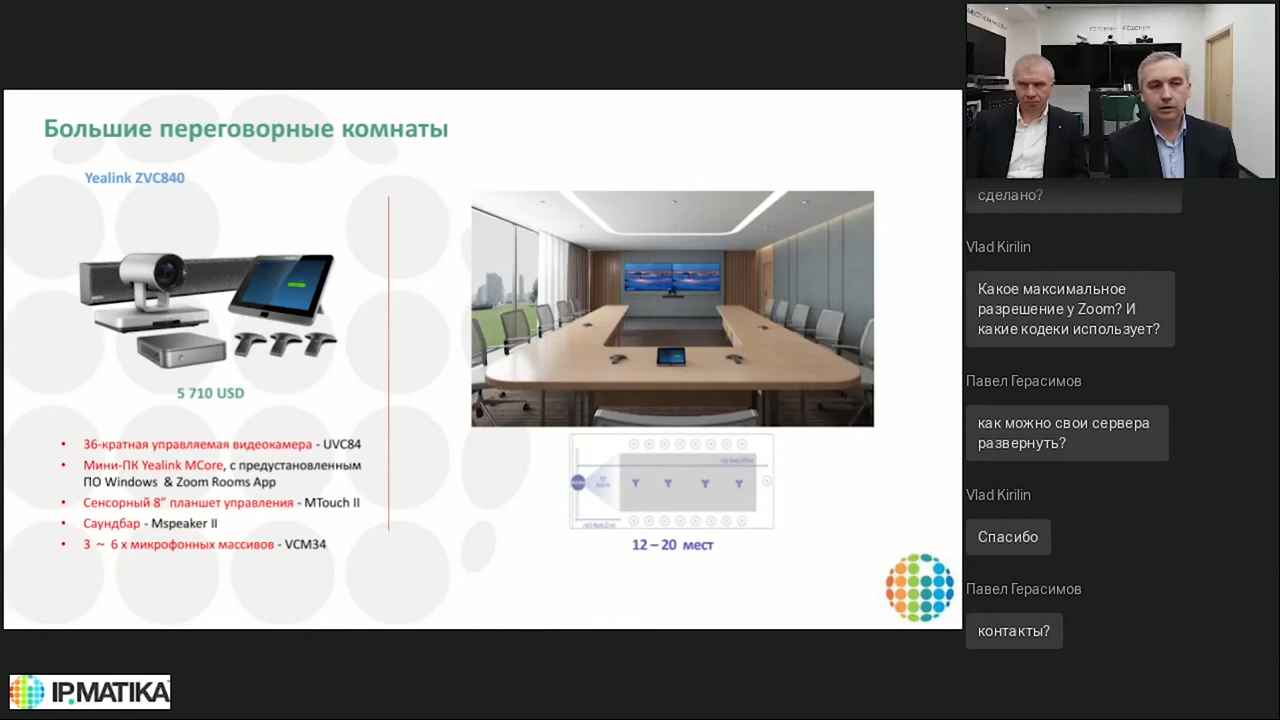 Большие переговорные комнаты
Yealink ZVC840
5 710 USD
• 36-кратная управляемая видеокамера - UVC84
• Мини-ПК Yealink MCore, с предустановленным
ПО Windows & Zoom Rooms App
• Сенсорный 8” планшет управления - MTouch II
• Саундбар - Mspeaker II
• 3 ~ 6 х микрофонных массивов - VCM34
12 – 20 мест
IP.MATIKA
сделано?
Vlad Kirilin
Какое максимальное
разрешение у Zoom? И
какие кодеки использует?
Павел Герасимов
как можно свои сервера
развернуть?
Vlad Kirilin
Спасибо
Павел Герасимов
контакты?